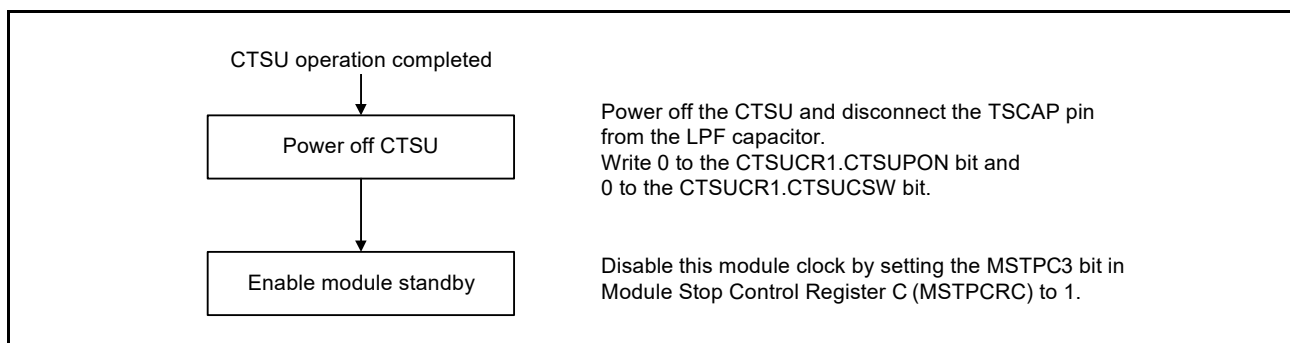 CTSU operation completed
Power off CTSU
Power off the CTSU and disconnect the TSCAP pin
from the LPF capacitor.
Write 0 to the CTSUCR1.CTSUPON bit and
0 to the CTSUCR1.CTSUCSW bit.
Enable module standby
Disable this module clock by setting the MSTPC3 bit in
Module Stop Control Register C (MSTPCRC) to 1.